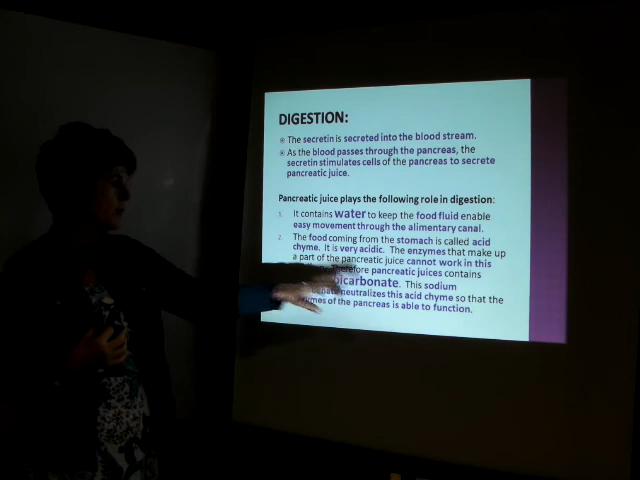 DIGESTION:
The secretin is secreted into the blood stream.
As the blood passes through the pancreas, the
secretin stimulates cells of the pancreas to secrete
pancreatic juice.
Pancreatic juice plays the following role in digestion:
1. It contains water to keep the food fluid enable
easy movement through the alimentary canal.
2. The food coming from the stomach is called acid
chyme. It is very acidic. The enzymes that make up
a part of the pancreatic juice cannot work in this
Therefore pancreatic juices contains
bicarbonate. This sodium
neutralizes this acid chyme so that the
of the pancreas is able to function.